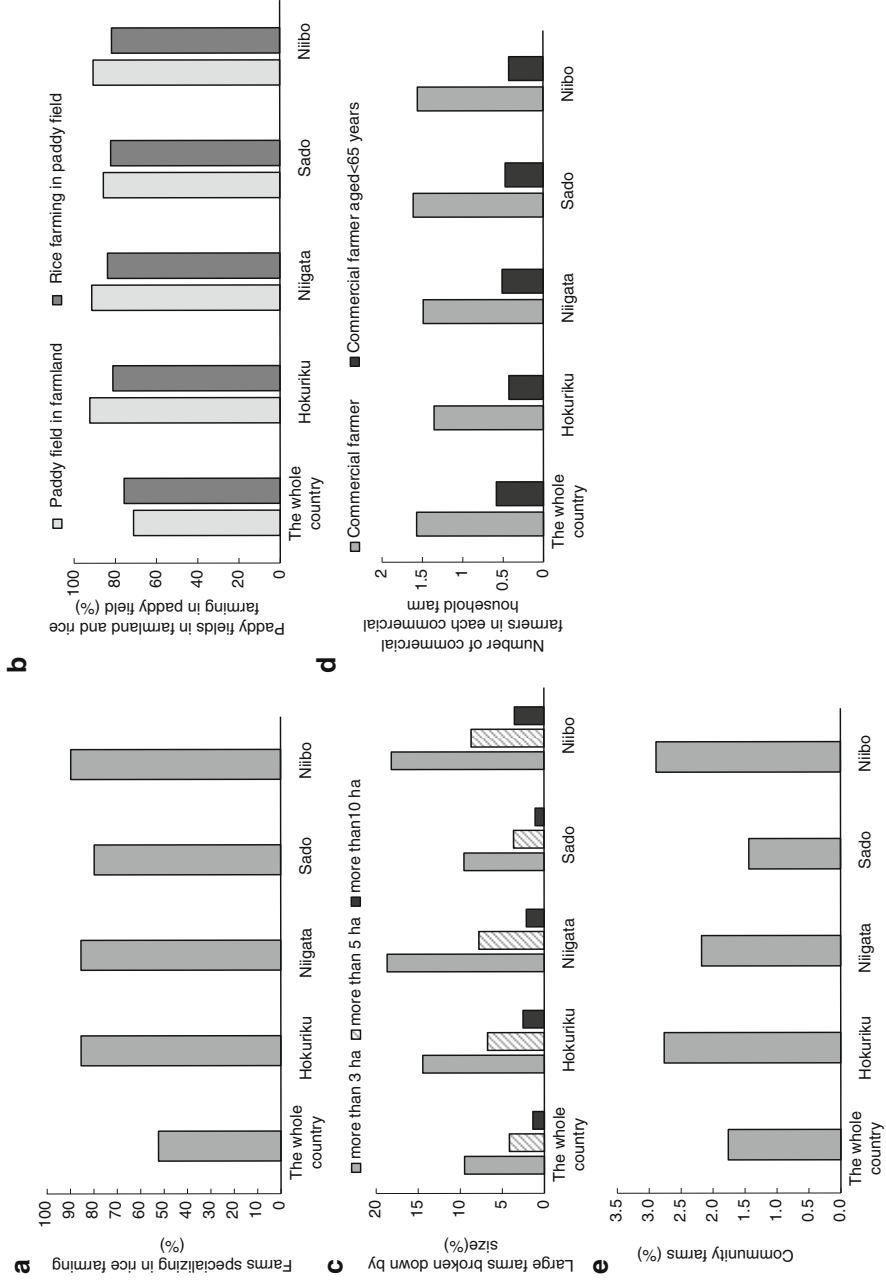 a
Farms specializing in rice farming
(%)
100
90
80
70
60
50
40
30
20
10
0
The whole
country
Hokuriku
Niigata
Sado
Niibo
b
Paddy fields in farmland and rice
farming in paddy field (%)
Paddy field in farmland
Rice farming in paddy field
100
80
60
40
20
0
The whole
country
Hokuriku
Niigata
Sado
Niibo
c
Large farms broken down by
size(%)
more than 3 ha
more than 5 ha
more than10 ha
20
15
10
5
0
The whole
country
Hokuriku
Niigata
Sado
Niibo
d
Number of commercial
farmers in each commercial
household farm
Commercial farmer
Commercial farmer aged<65 years
2
1.5
1
0.5
0
The whole
country
Hokuriku
Niigata
Sado
Niibo
e
Community farms (%)
3.5
3.0
2.5
2.0
1.5
1.0
0.5
0.0
The whole
country
Hokuriku
Niigata
Sado
Niibo